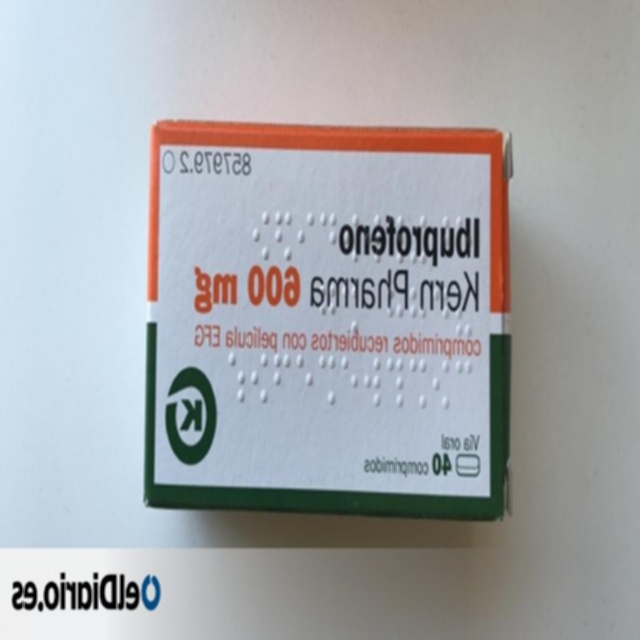 857979.2
Ibuprofeno
Kern Pharma 600 mg
comprimidos recubiertos con película EFG
K
Vía oral
40 comprimidos
elDiario.es